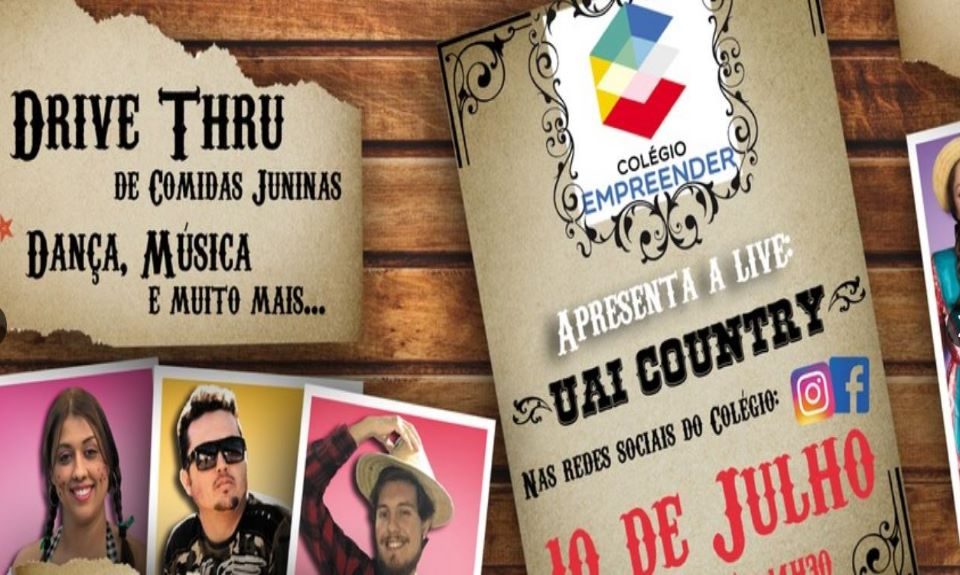 DRIVE THRU
DE COMIDAS JUNINAS
DANÇA, MÚSICA
E MUITO MAIS...
COLÉGIO
EMPREENDER
APRESENTA A LIVE:
UAI COUNTRY
NAS REDES SOCIAIS DO COLÉGIO:
10 DE JULHO